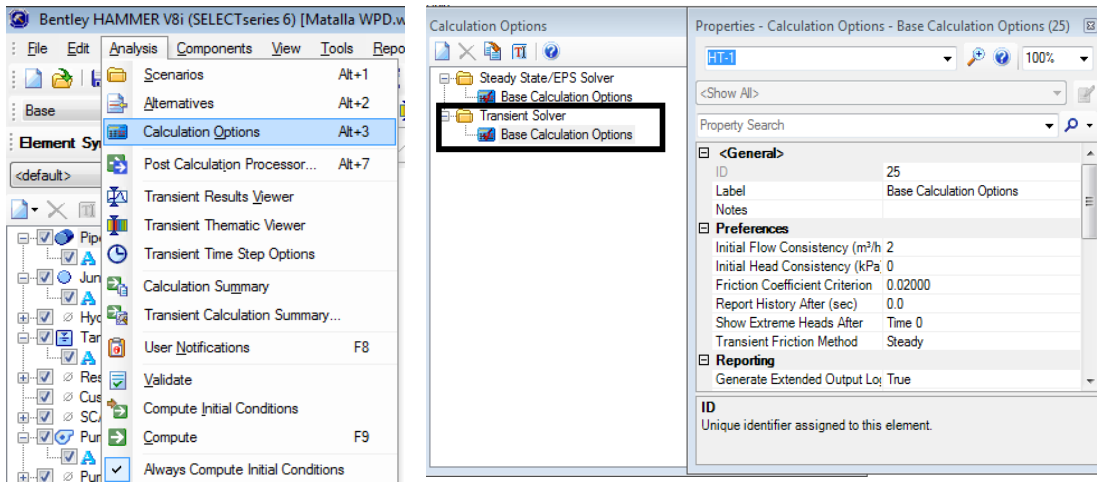 Bentley HAMMER V8i (SELECTseries 6) [Matalla WPD.w
File Edit Analysis Components View Tools Repo
Base
Element Sy
<default>
Pipe
Jun
Hyd
Tan
Res
Cus
SCA
Pum
Pum
Scenarios Alt+1
Alternatives Alt+2
Calculation Options Alt+3
Post Calculation Processor... Alt+7
Transient Results Viewer
Transient Thematic Viewer
Transient Time Step Options
Calculation Summary
Transient Calculation Summary...
User Notifications F8
Validate
Compute Initial Conditions
Compute F9
Always Compute Initial Conditions
Calculation Options
Steady State/EPS Solver
Base Calculation Options
Transient Solver
Base Calculation Options
Properties - Calculation Options - Base Calculation Options (25)
HT-1 100%
<Show All>
Property Search
<General>
ID 25
Label Base Calculation Options
Notes
Preferences
Initial Flow Consistency (m³/h 2
Initial Head Consistency (kPa 0
Friction Coefficient Criterion 0.02000
Report History After (sec) 0.0
Show Extreme Heads After Time 0
Transient Friction Method Steady
Reporting
Generate Extended Output Log True
ID
Unique identifier assigned to this element.